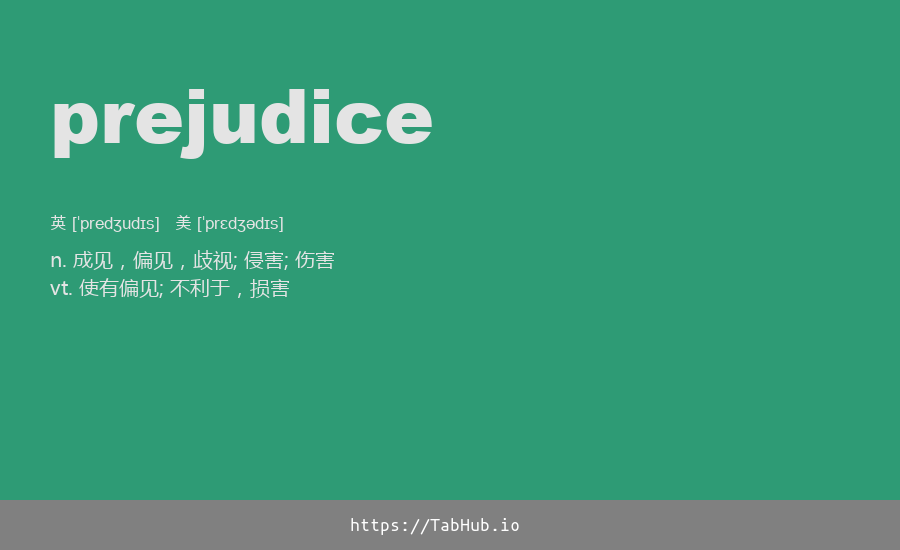 prejudice
英 [ˈpredʒudɪs] 美 [ˈprɛdʒədɪs]
n. 成见，偏见，歧视; 侵害; 伤害
vt. 使有偏见; 不利于，损害
https://TabHub.io